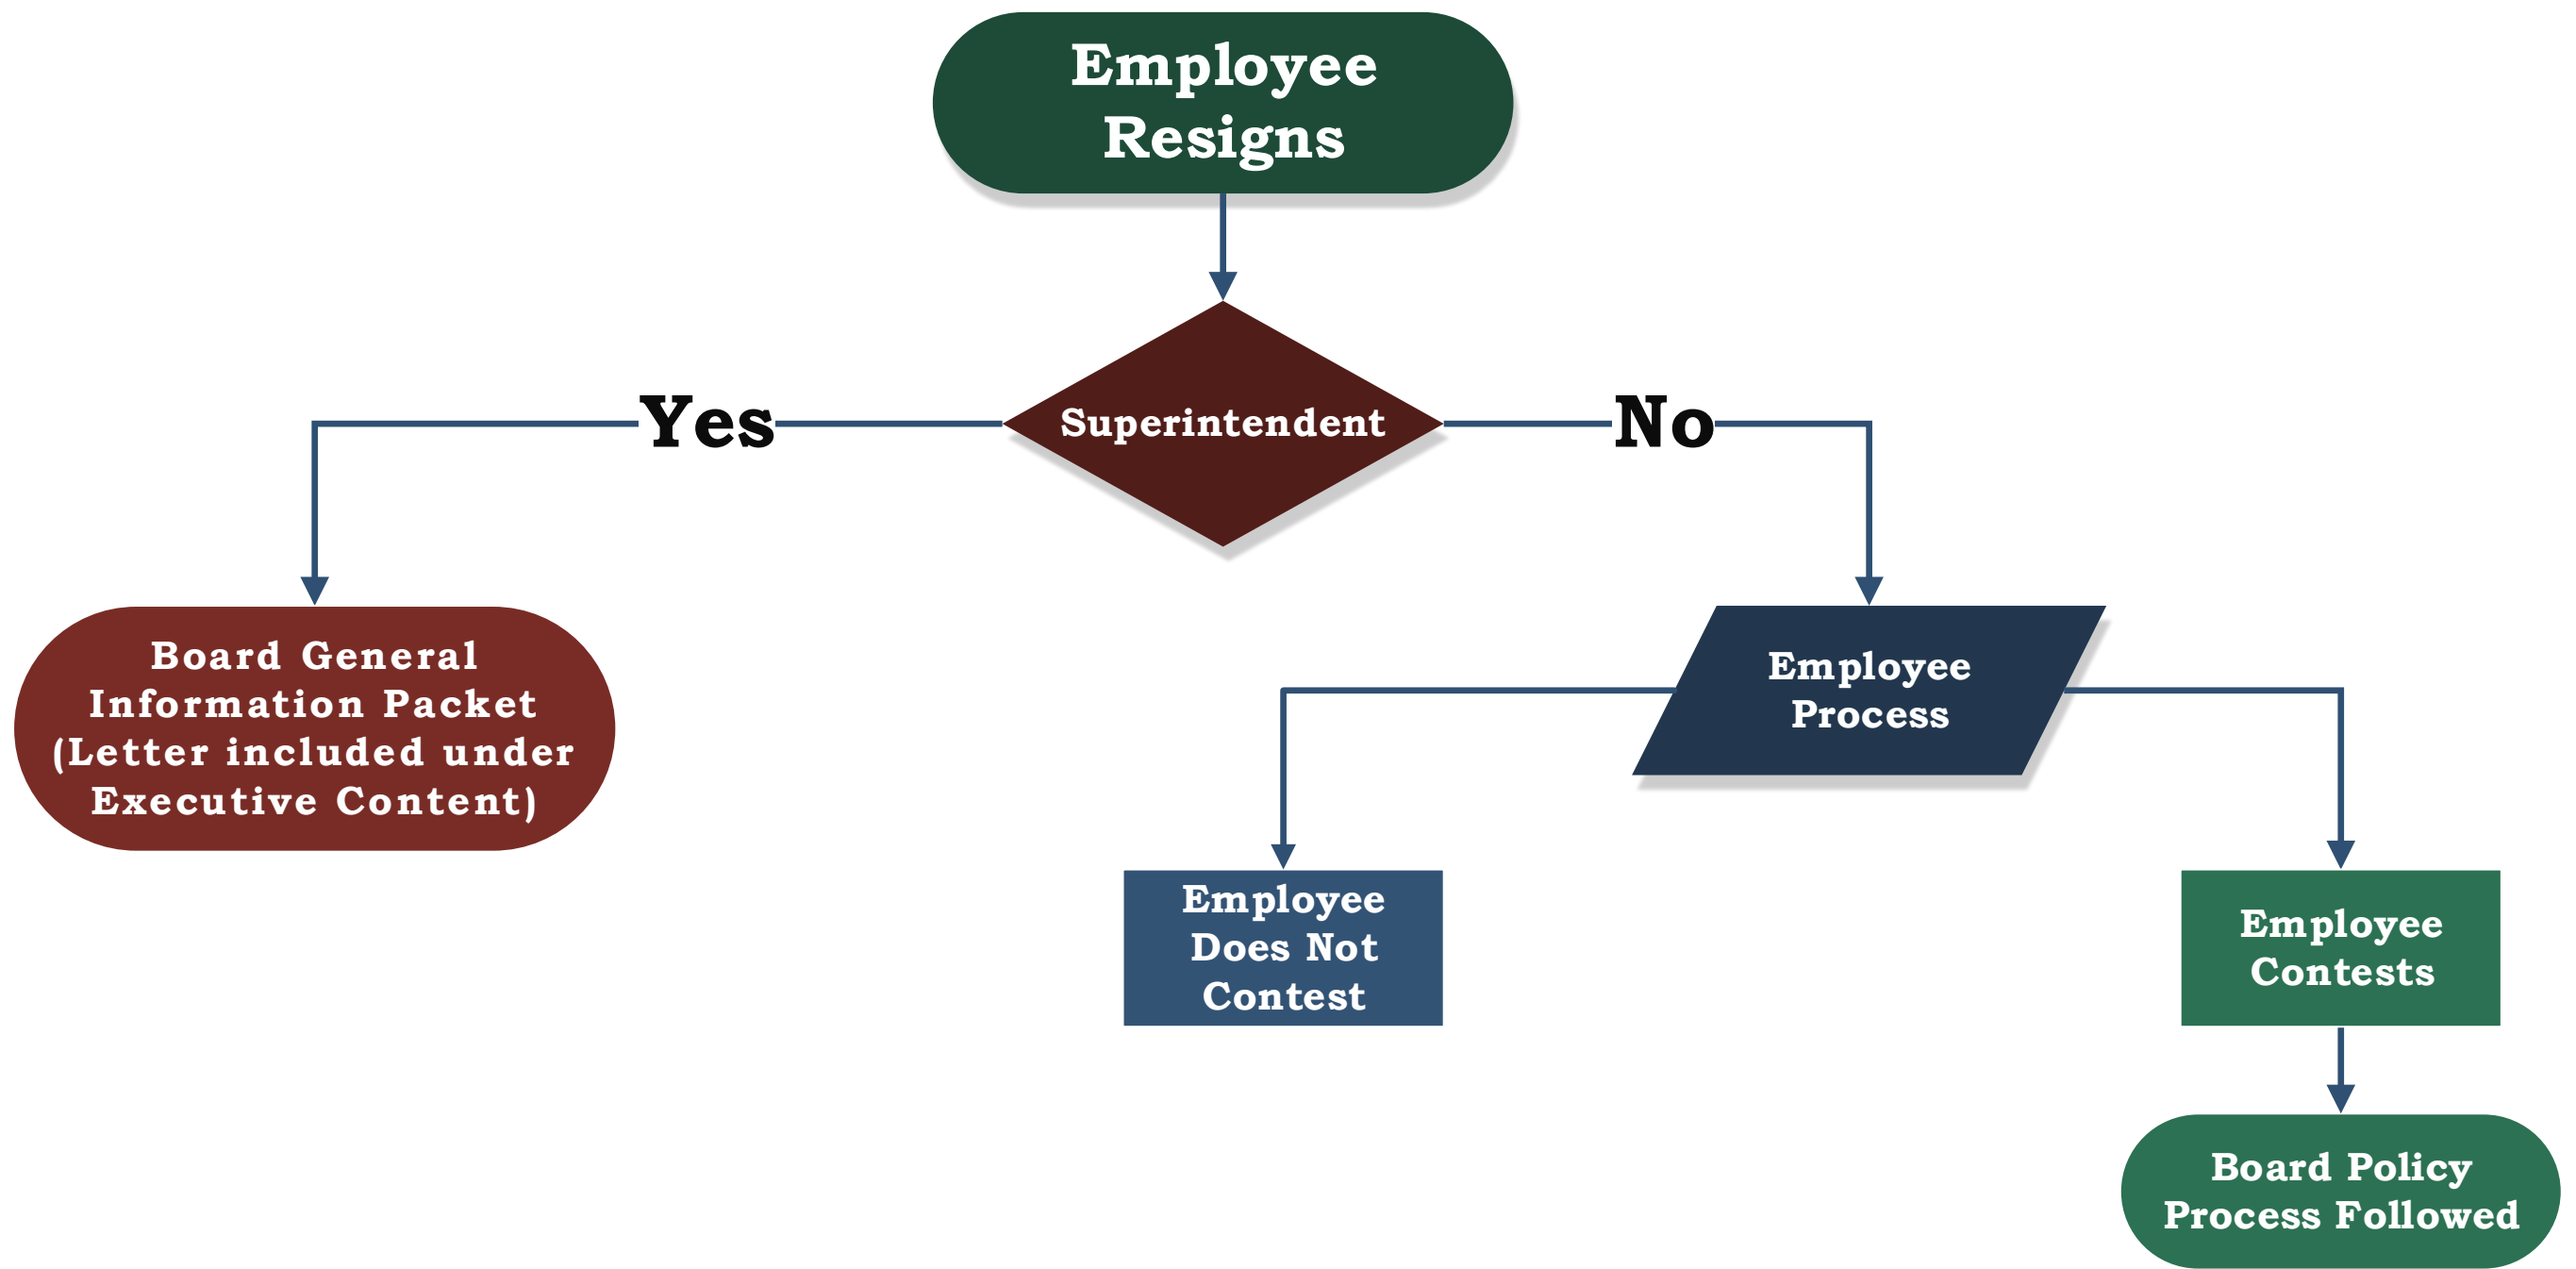 Employee
Resigns
Yes
Superintendent
No
Board General
Information Packet
(Letter included under
Executive Content)
Employee
Process
Employee
Does Not
Contest
Employee
Contests
Board Policy
Process Followed